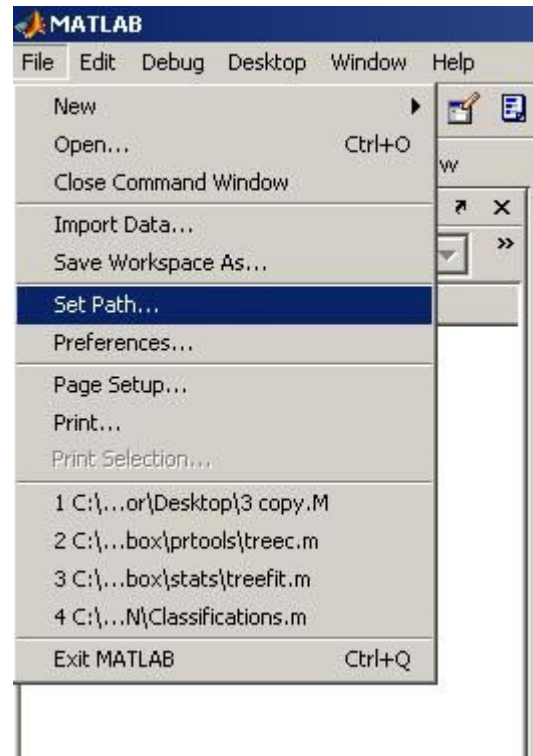 MATLAB
File Edit Debug Desktop Window Help
New
Open... Ctrl+O
Close Command Window
w
Import Data...
Save Workspace As...
Set Path...
Preferences...
Page Setup...
Print...
Print Selection...
1 C:\...or\Desktop\3 copy.M
2 C:\...box\prtools\treec.m
3 C:\...box\stats\treefit.m
4 C:\...N\Classifications.m
Exit MATLAB Ctrl+Q